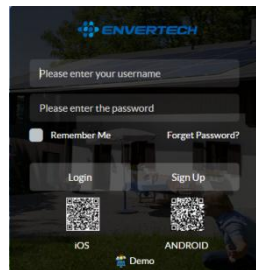 ENVERTECH
Please enter your username
Please enter the password
Remember Me Forget Password?
Login Sign Up
iOS ANDROID
Demo